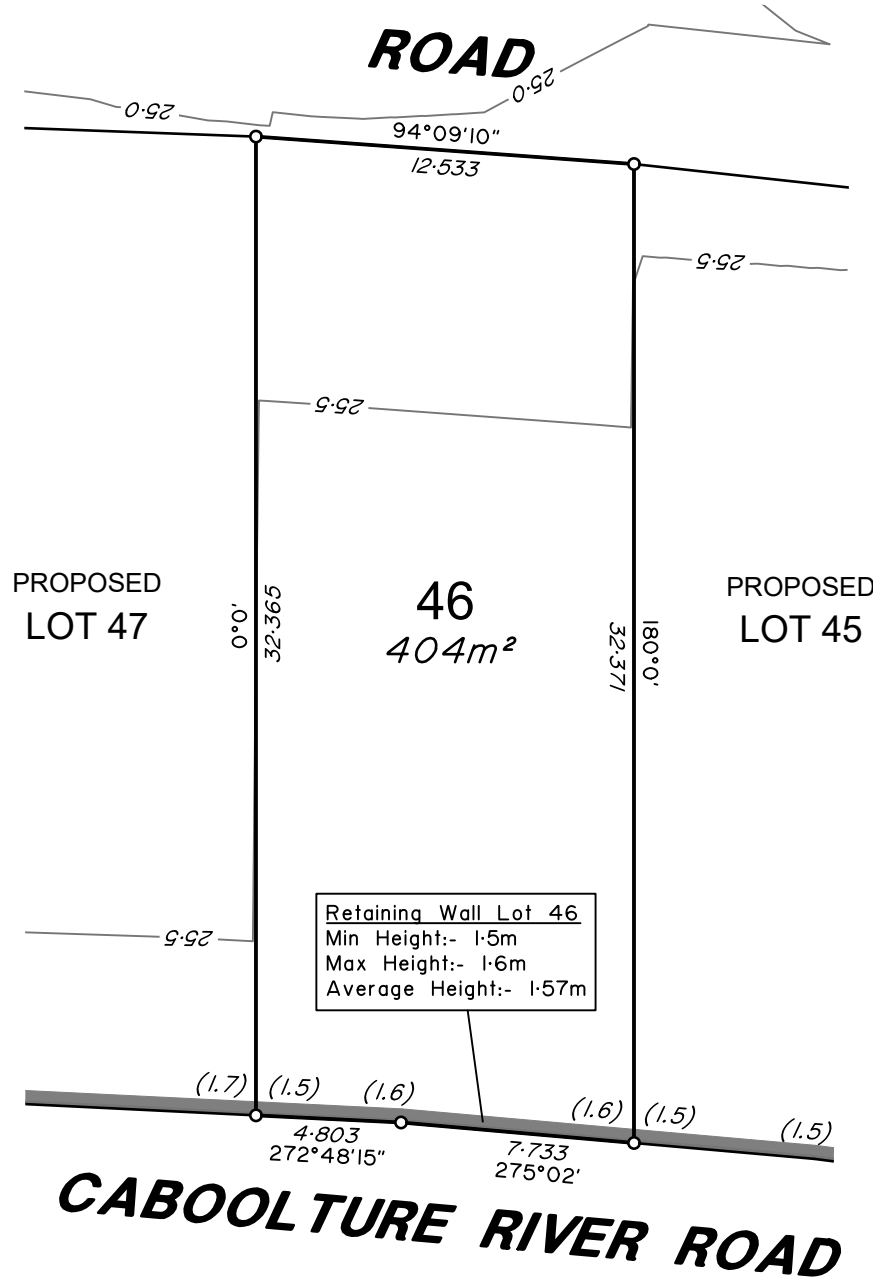 ROAD
25·0
25·0
94°09'10"
12·533
25·5
25·5
PROPOSED
LOT 47
0°0'
32·365
46
404m²
32·371
180°0'
PROPOSED
LOT 45
25·5
Retaining Wall Lot 46
Min Height:- 1·5m
Max Height:- 1·6m
Average Height:- 1·57m
(1.7) (1.5) (1.6) (1.6) (1.5) (1.5)
4·803
272°48'15"
7·733
275°02'
CABOOLTURE RIVER ROAD